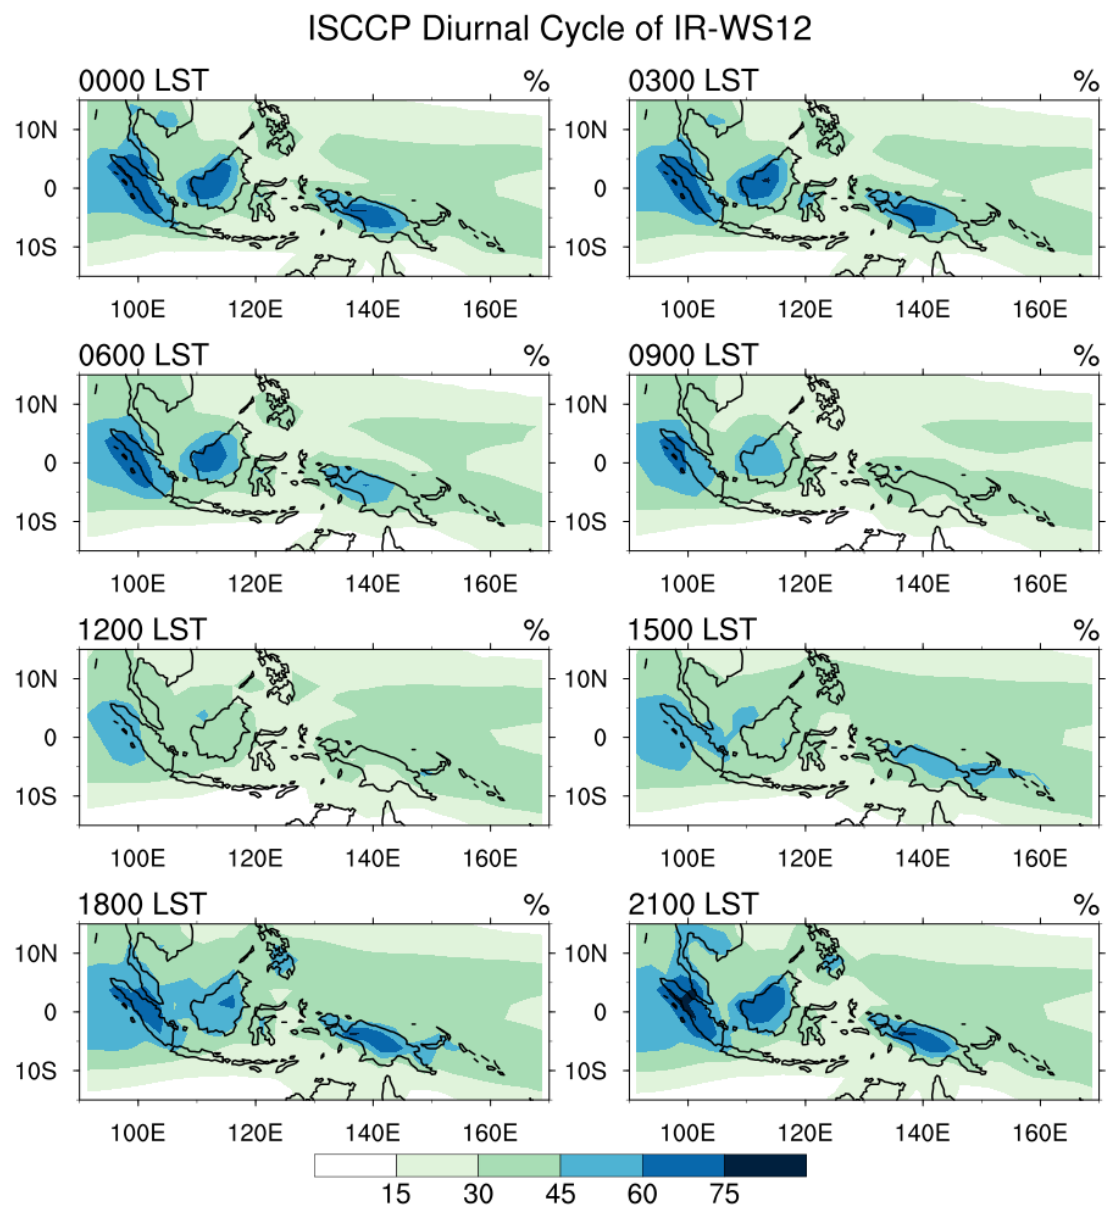 ISCCP Diurnal Cycle of IR-WS12
0000 LST % 0300 LST %
10N 10N
0 0
10S 10S
100E 120E 140E 160E 100E 120E 140E 160E
0600 LST % 0900 LST %
10N 10N
0 0
10S 10S
100E 120E 140E 160E 100E 120E 140E 160E
1200 LST % 1500 LST %
10N 10N
0 0
10S 10S
100E 120E 140E 160E 100E 120E 140E 160E
1800 LST % 2100 LST %
10N 10N
0 0
10S 10S
100E 120E 140E 160E 100E 120E 140E 160E
15 30 45 60 75